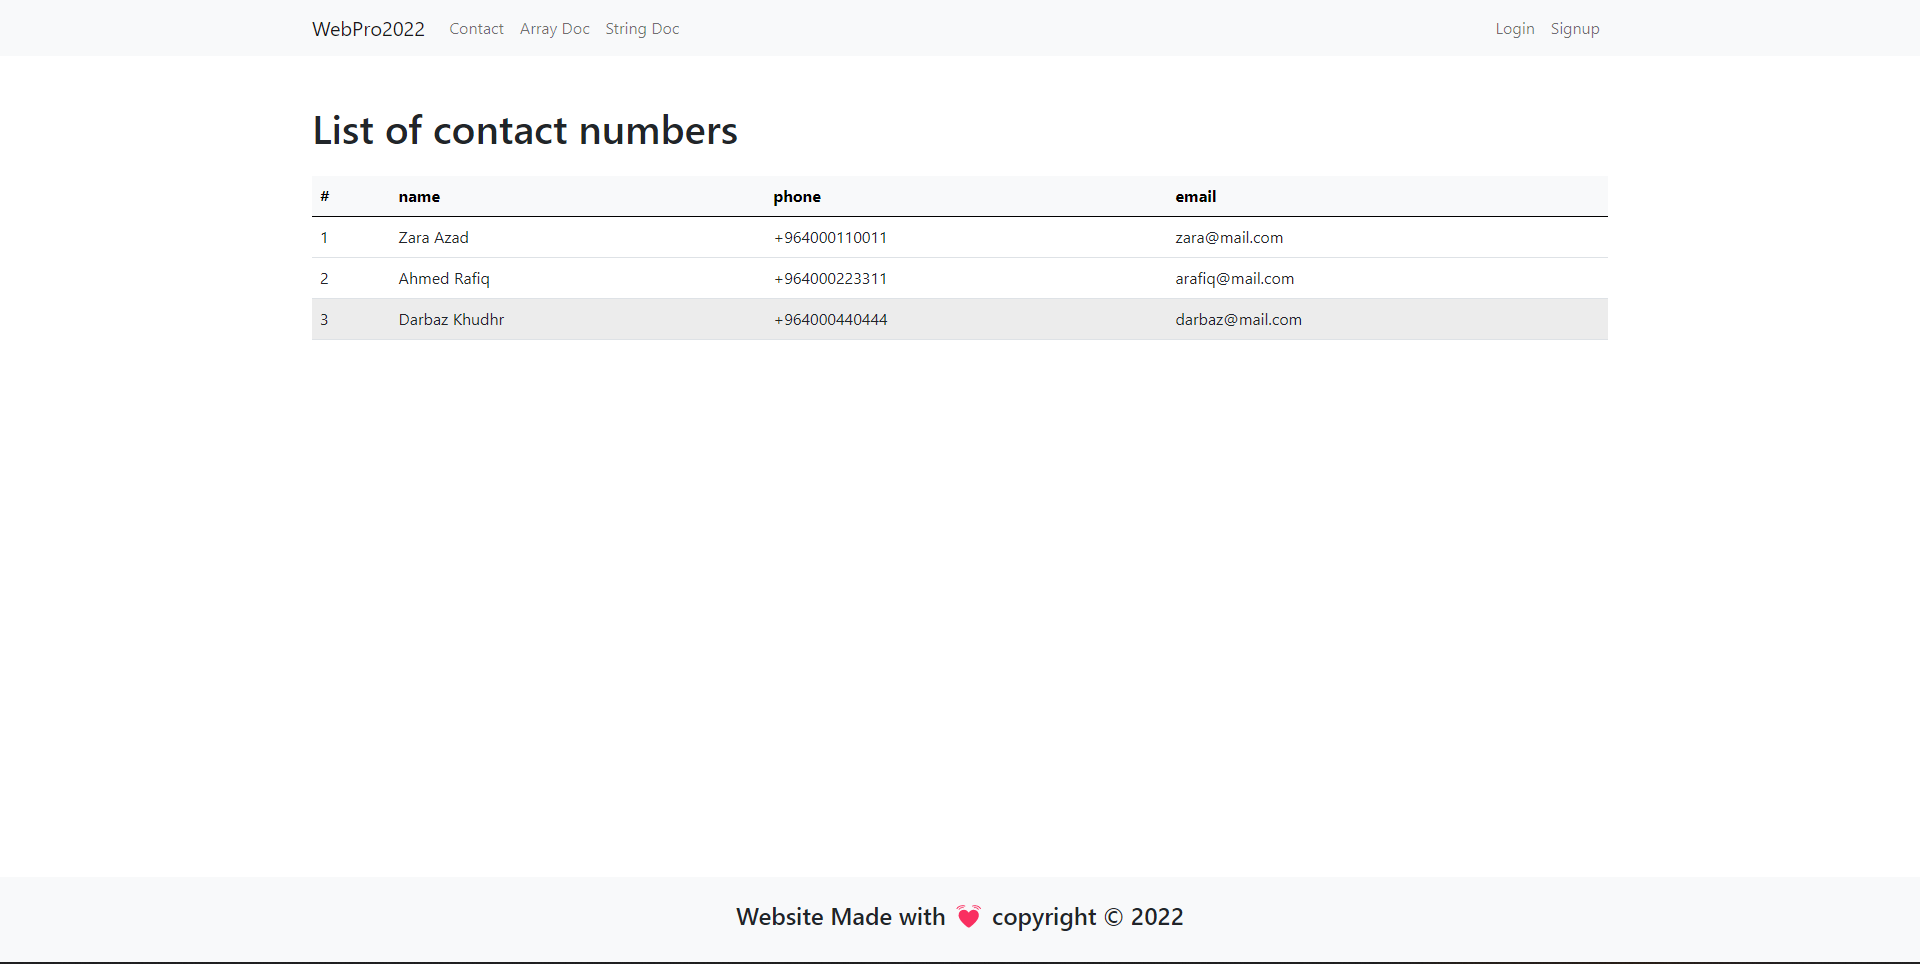 WebPro2022 Contact Array Doc String Doc Login Signup
List of contact numbers
# name phone email
1 Zara Azad +964000110011 zara@mail.com
2 Ahmed Rafiq +964000223311 arafiq@mail.com
3 Darbaz Khudhr +964000440444 darbaz@mail.com
Website Made with 💓 copyright © 2022